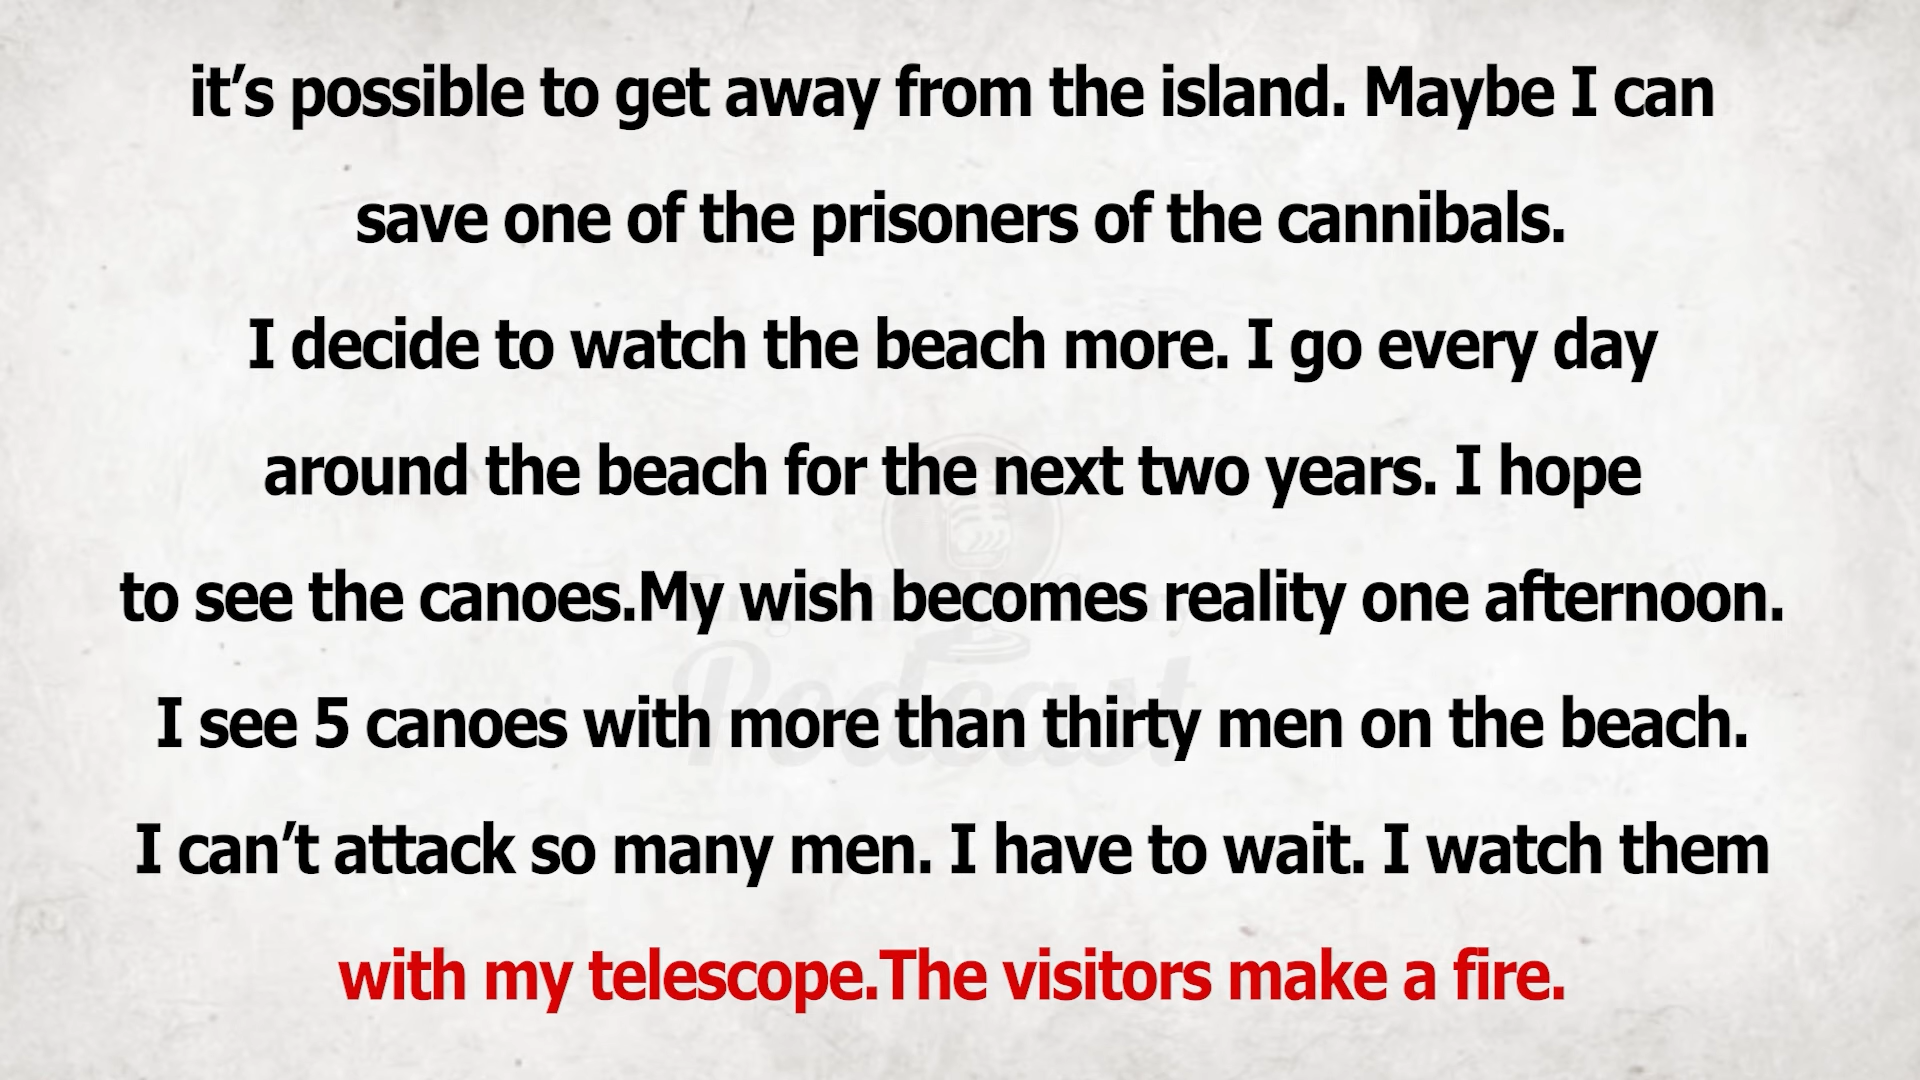 it’s possible to get away from the island. Maybe I can
save one of the prisoners of the cannibals.
I decide to watch the beach more. I go every day
around the beach for the next two years. I hope
to see the canoes.My wish becomes reality one afternoon.
I see 5 canoes with more than thirty men on the beach.
I can’t attack so many men. I have to wait. I watch them
with my telescope.The visitors make a fire.
Podcast